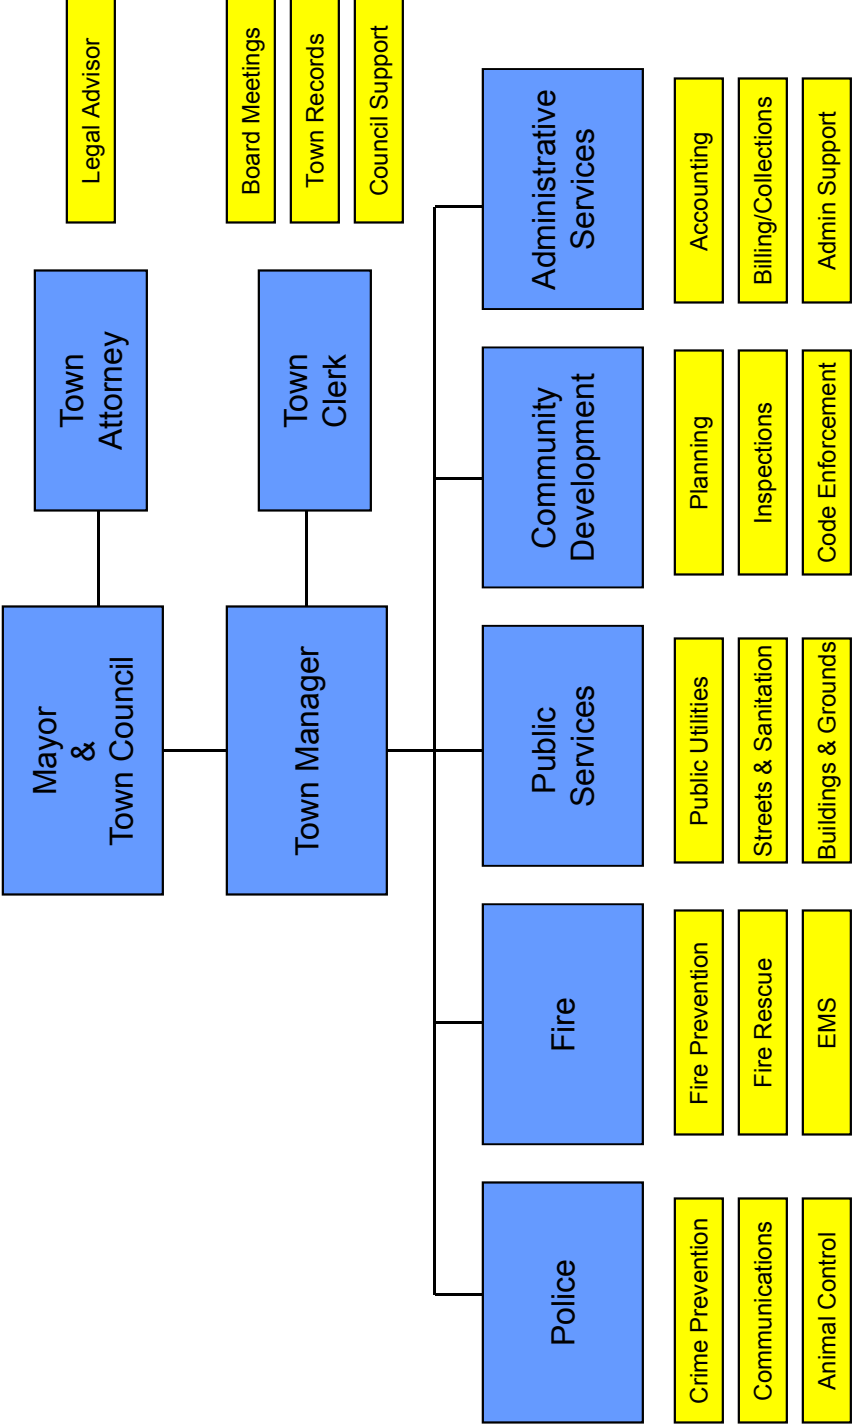 Mayor
&
Town Council
Town
Attorney
Legal Advisor
Town Manager
Town
Clerk
Board Meetings
Town Records
Council Support
Police
Crime Prevention
Communications
Animal Control
Fire
Fire Prevention
Fire Rescue
EMS
Public
Services
Public Utilities
Streets & Sanitation
Buildings & Grounds
Community
Development
Planning
Inspections
Code Enforcement
Administrative
Services
Accounting
Billing/Collections
Admin Support